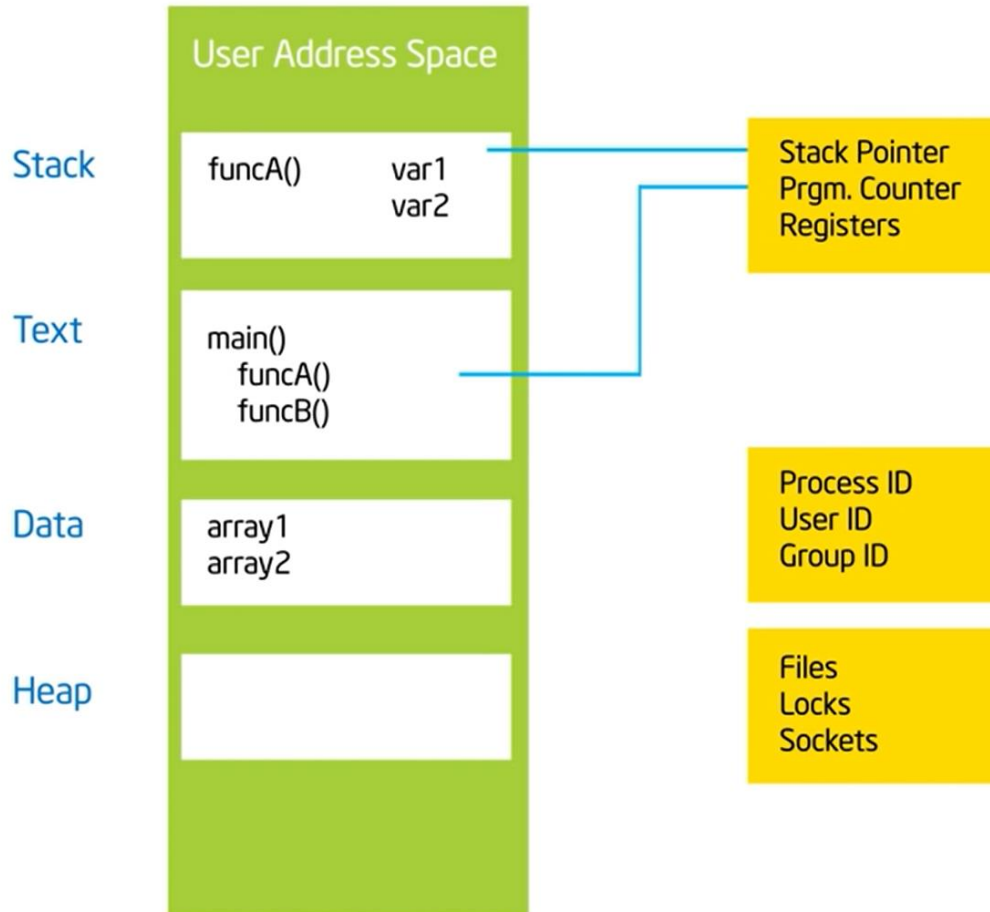 User Address Space
Stack
funcA() var1
var2
Stack Pointer
Prgm. Counter
Registers
Text
main()
funcA()
funcB()
Data
array1
array2
Process ID
User ID
Group ID
Heap
Files
Locks
Sockets